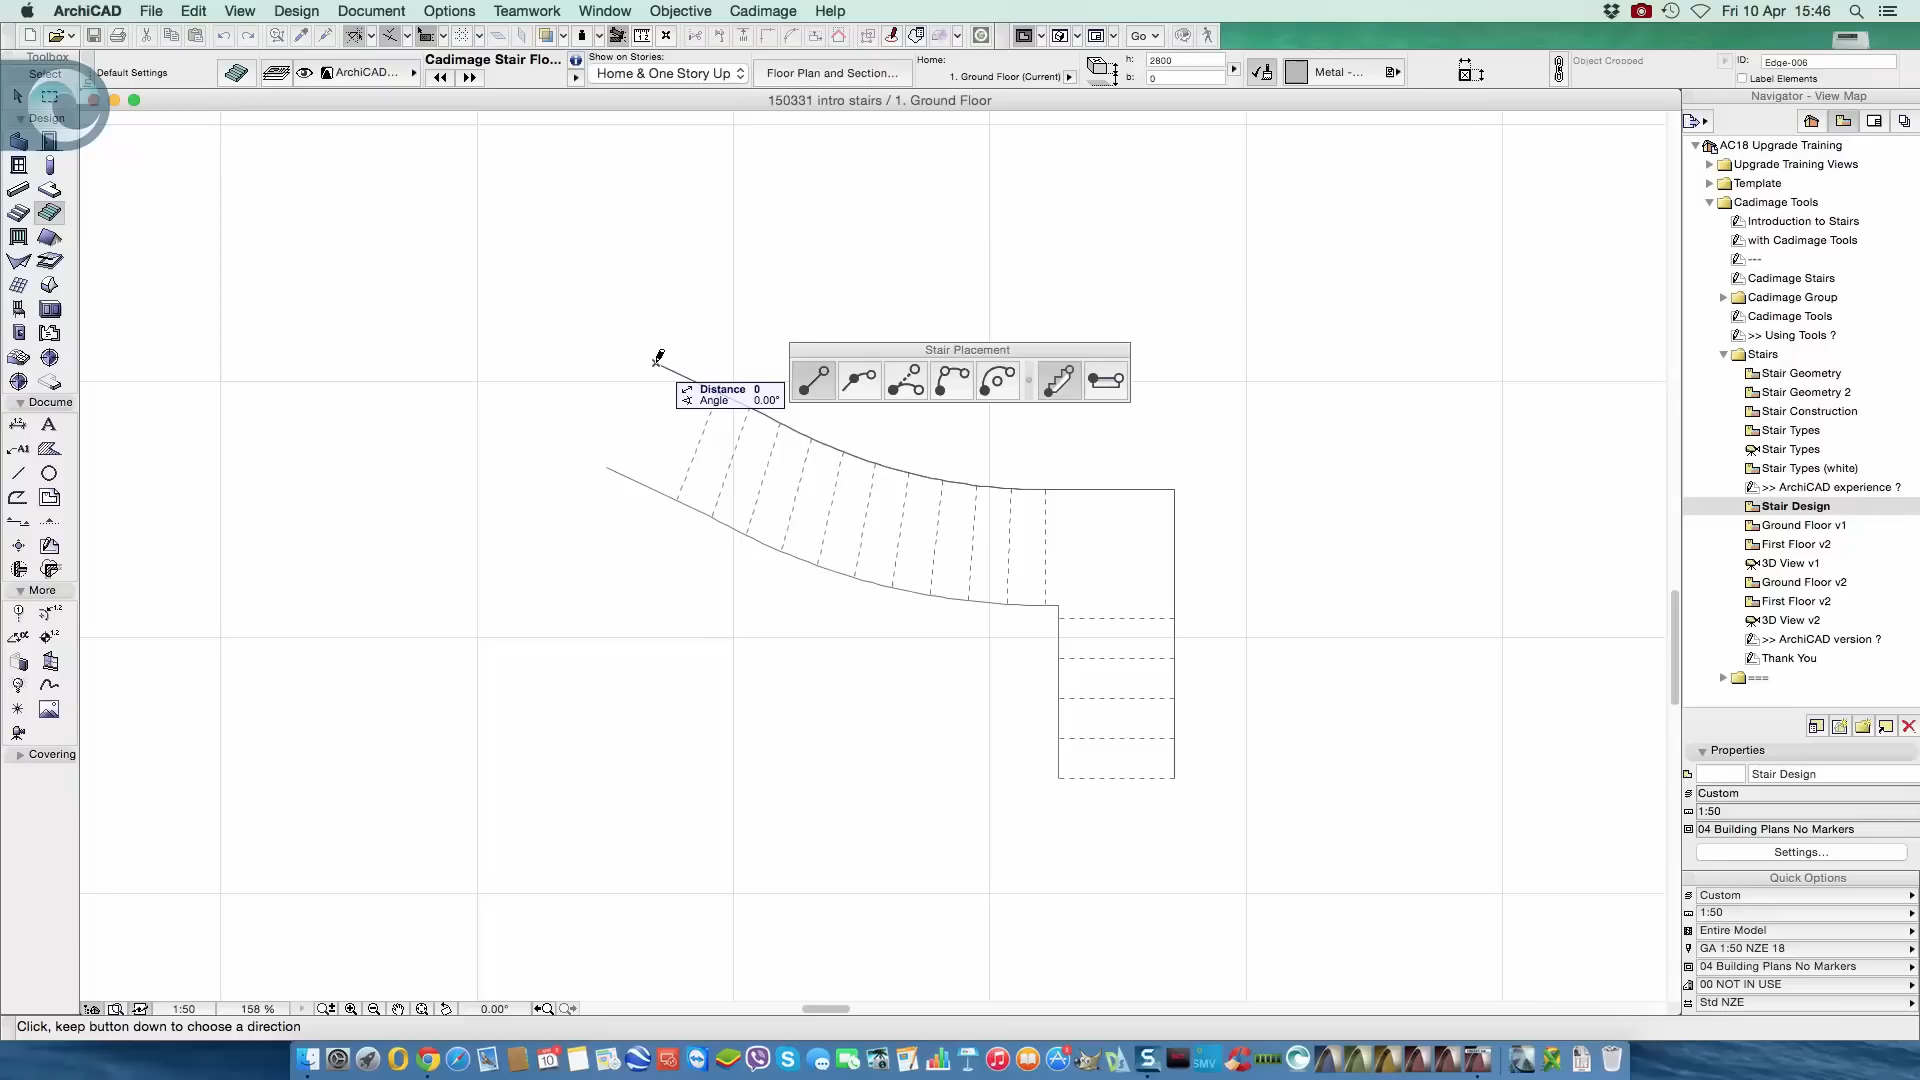 ArchiCAD File Edit View Design Document Options Teamwork Window Objective Cadimage Help
Fri 10 Apr 15:46
Go
Toolbox
Select
Default Settings
ArchiCAD...
Cadimage Stair Flo...
Show on Stories:
Home & One Story Up
Floor Plan and Section...
Home:
1. Ground Floor (Current)
h: 2800
b: 0
Metal -...
Object Cropped
ID: Edge-006
Label Elements
150331 intro stairs / 1. Ground Floor
Navigator - View Map
Design
Docume
More
Covering
Stair Placement
Distance 0
Angle 0.00°
AC18 Upgrade Training
Upgrade Training Views
Template
Cadimage Tools
Introduction to Stairs
with Cadimage Tools
---
Cadimage Stairs
Cadimage Group
Cadimage Tools
>> Using Tools ?
Stairs
Stair Geometry
Stair Geometry 2
Stair Construction
Stair Types
Stair Types
Stair Types (white)
>> ArchiCAD experience ?
Stair Design
Ground Floor v1
First Floor v2
3D View v1
Ground Floor v2
First Floor v2
3D View v2
>> ArchiCAD version ?
Thank You
===
Properties
Stair Design
Custom
1:50
04 Building Plans No Markers
Settings...
Quick Options
Custom
1:50
Entire Model
GA 1:50 NZE 18
04 Building Plans No Markers
00 NOT IN USE
Std NZE
1:50 158 % 0.00°
Click, keep button down to choose a direction